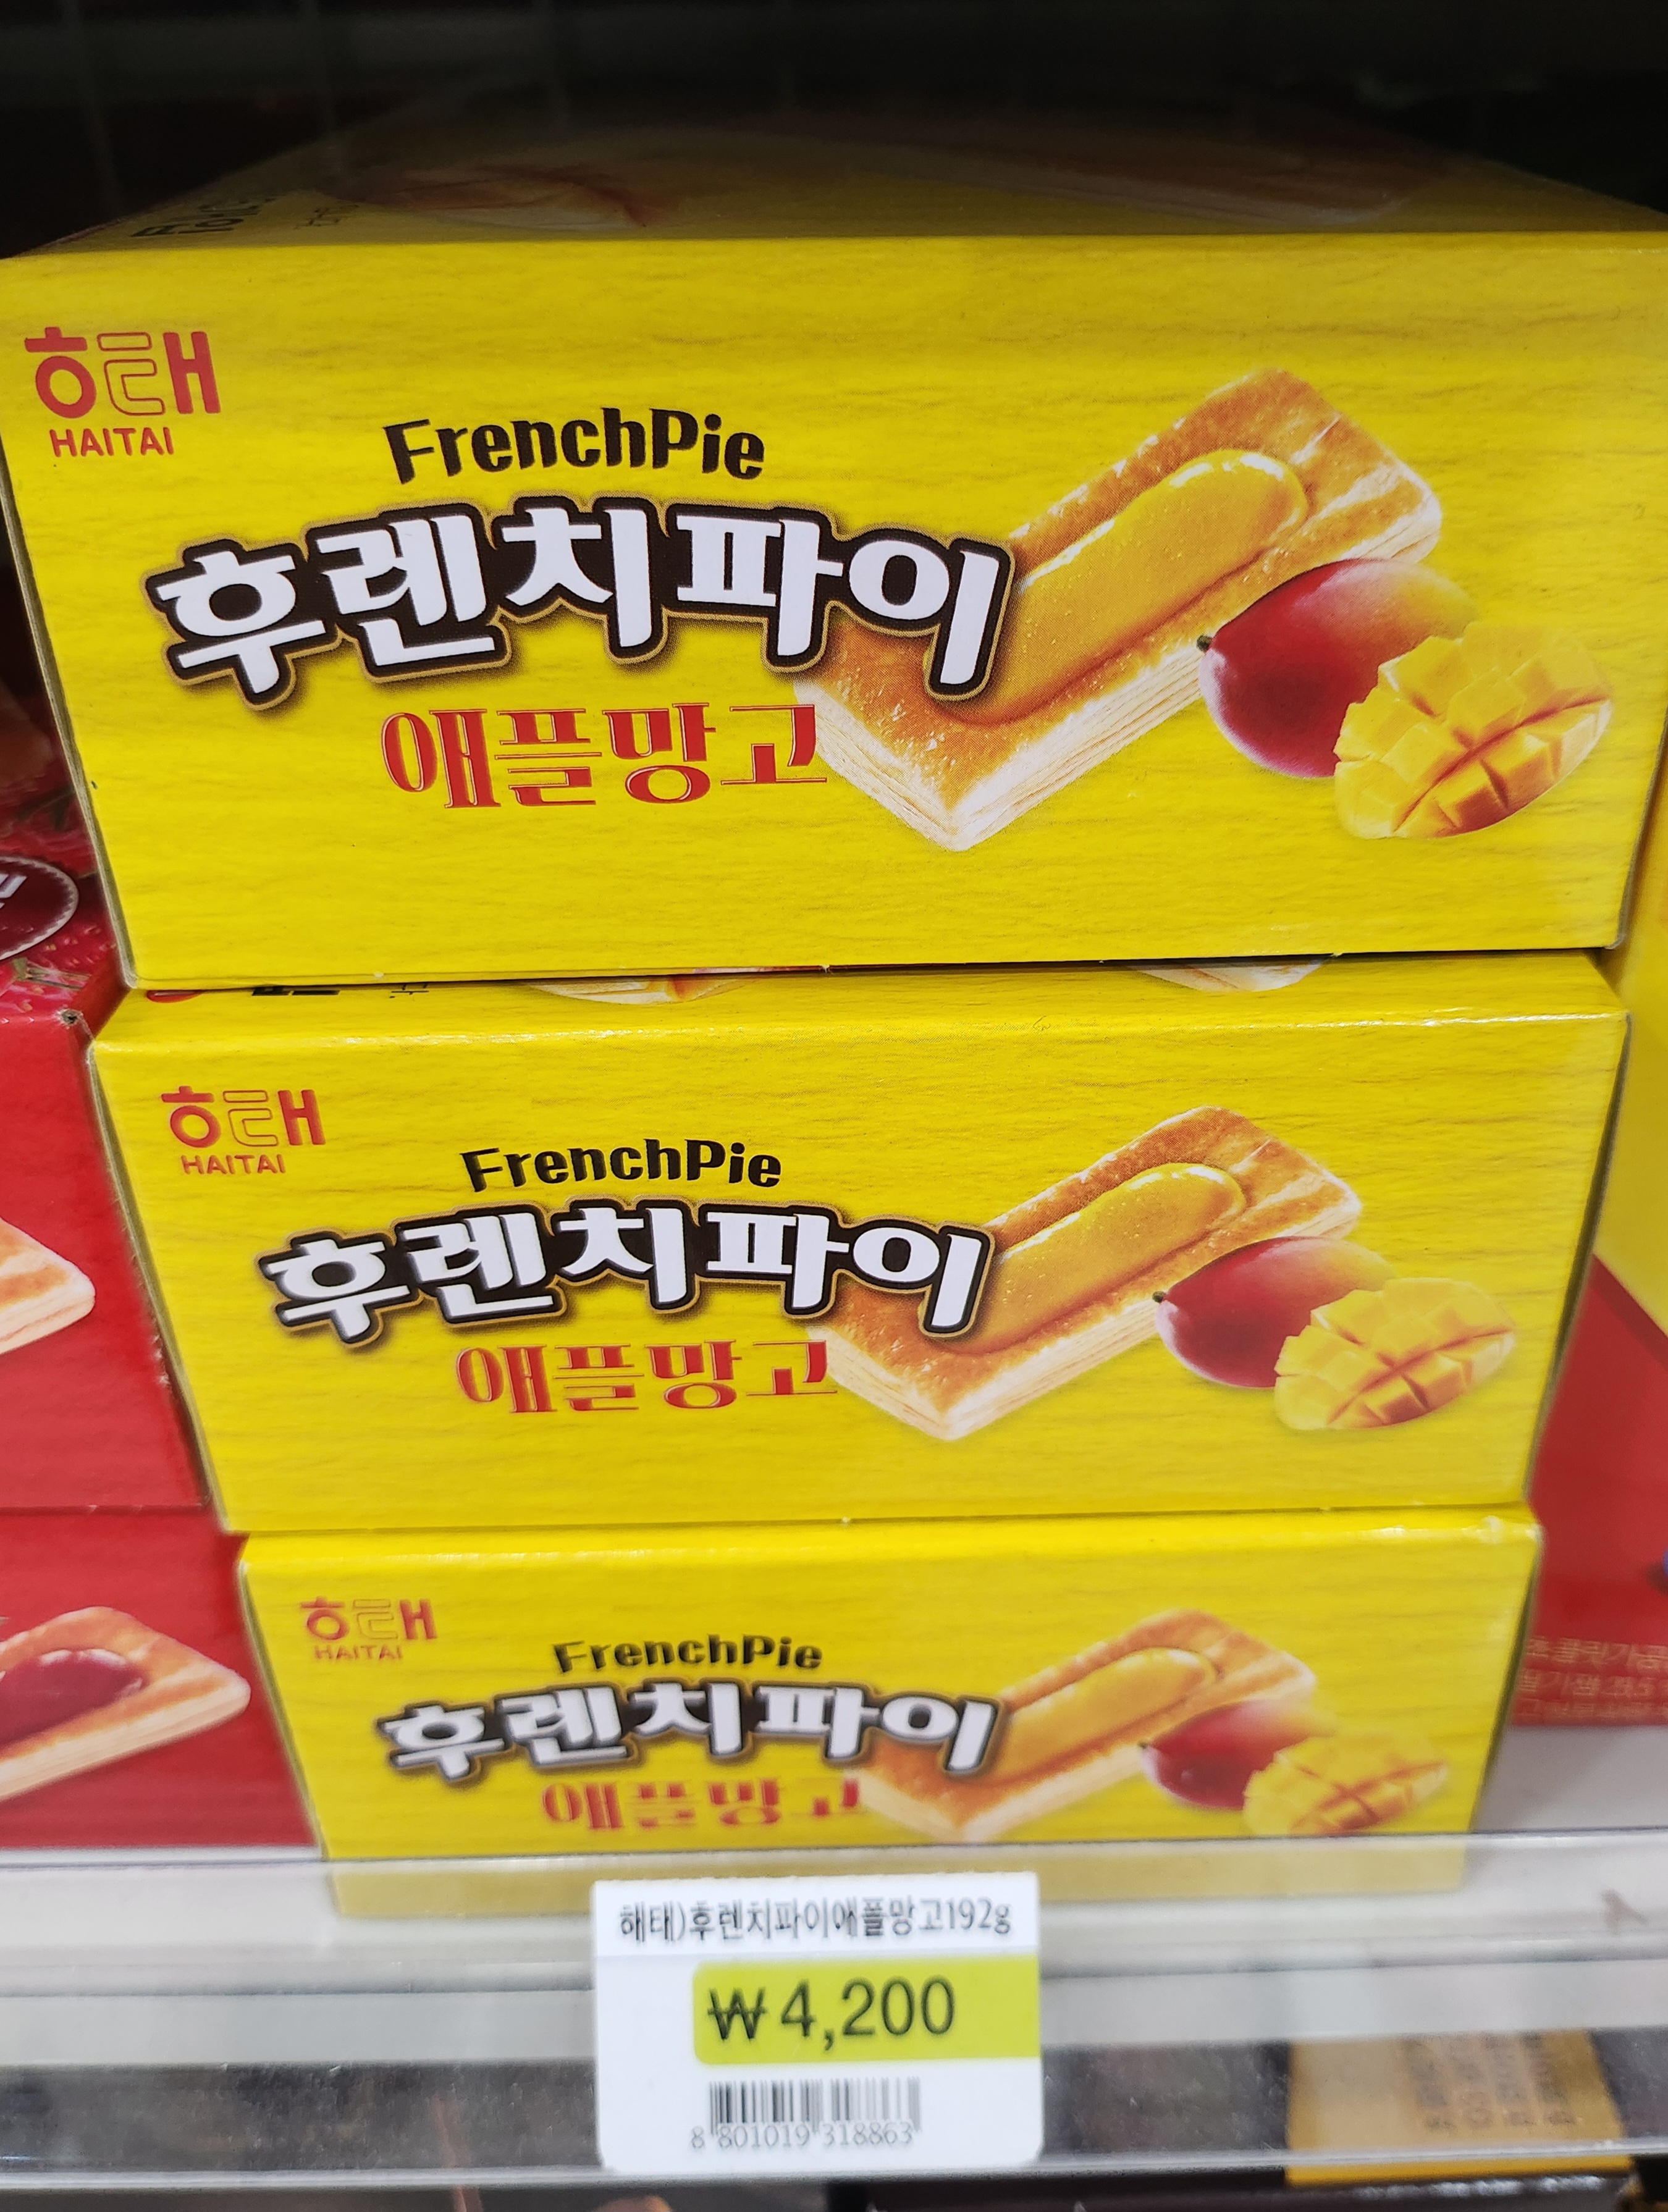 해태
HAITAI
FrenchPie
후렌치파이
애플망고
해태
HAITAI
FrenchPie
후렌치파이
애플망고
해태
HAITAI
FrenchPie
후렌치파이
애플망고
해태)후렌치파이애플망고192g
₩4,200
8 801019 318863